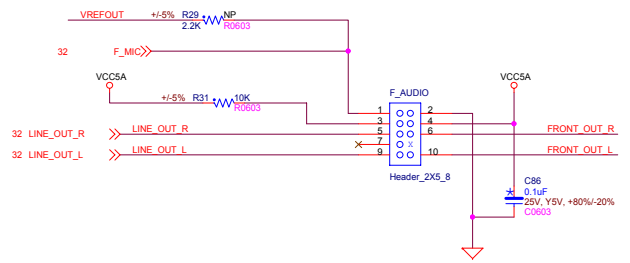 VREFOUT +/-5% R29 NP
2.2K R0603
32 F_MIC
VCC5A VCC5A
+/-5% R31 10K
R0603
F_AUDIO
1 2
3 4
32 LINE_OUT_R LINE_OUT_R 5 6 FRONT_OUT_R
7 X
32 LINE_OUT_L LINE_OUT_L 9 10 FRONT_OUT_L
Header_2X5_8
C86
0.1uF
25V, Y5V, +80%/-20%
C0603